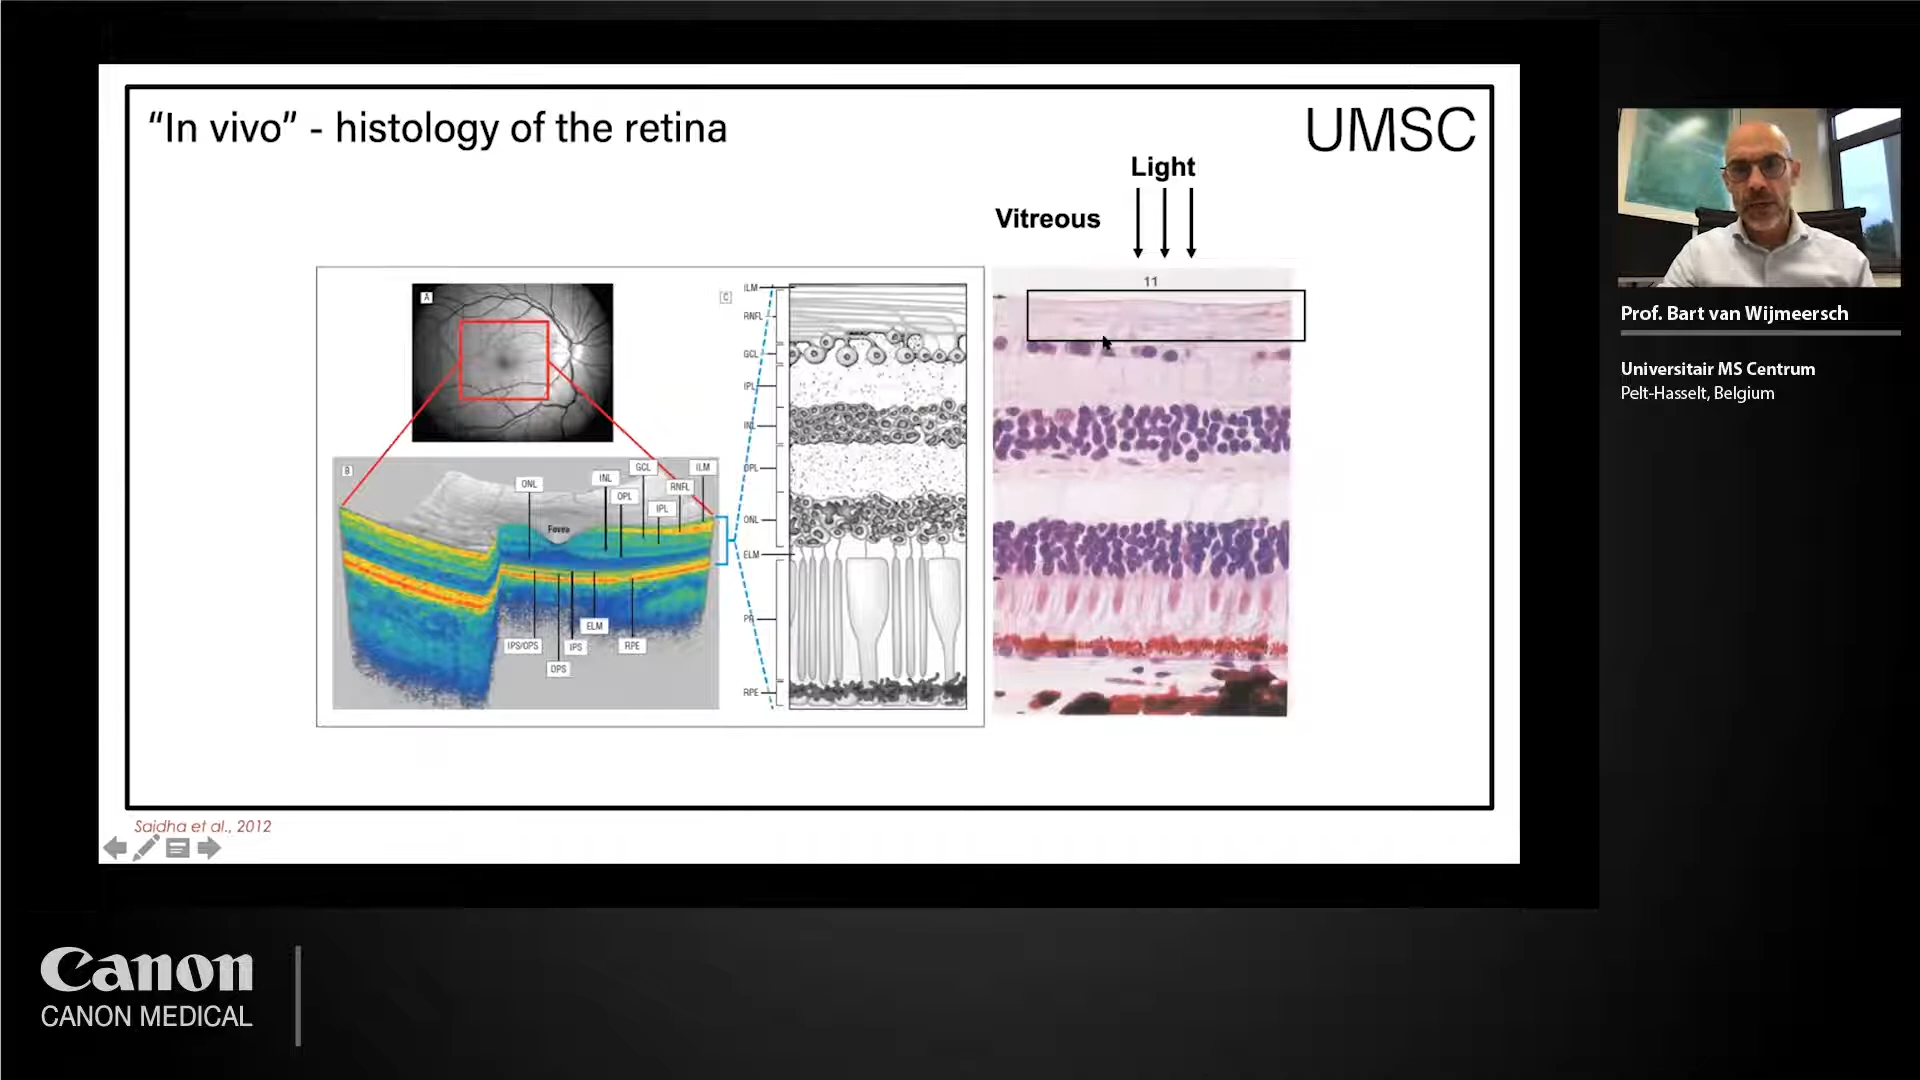 “In vivo” - histology of the retina
UMSC
Light
Vitreous
11
A
C
ILM
RNFL
GCL
IPL
INL
OPL
ONL
ELM
PR
RPE
B
ONL
INL
OPL
GCL
IPL
RNFL
ILM
Fovea
IPS/OPS
OPS
IPS
ELM
RPE
Saidha et al., 2012
Prof. Bart van Wijmeersch
Universitair MS Centrum
Pelt-Hasselt, Belgium
Canon
CANON MEDICAL